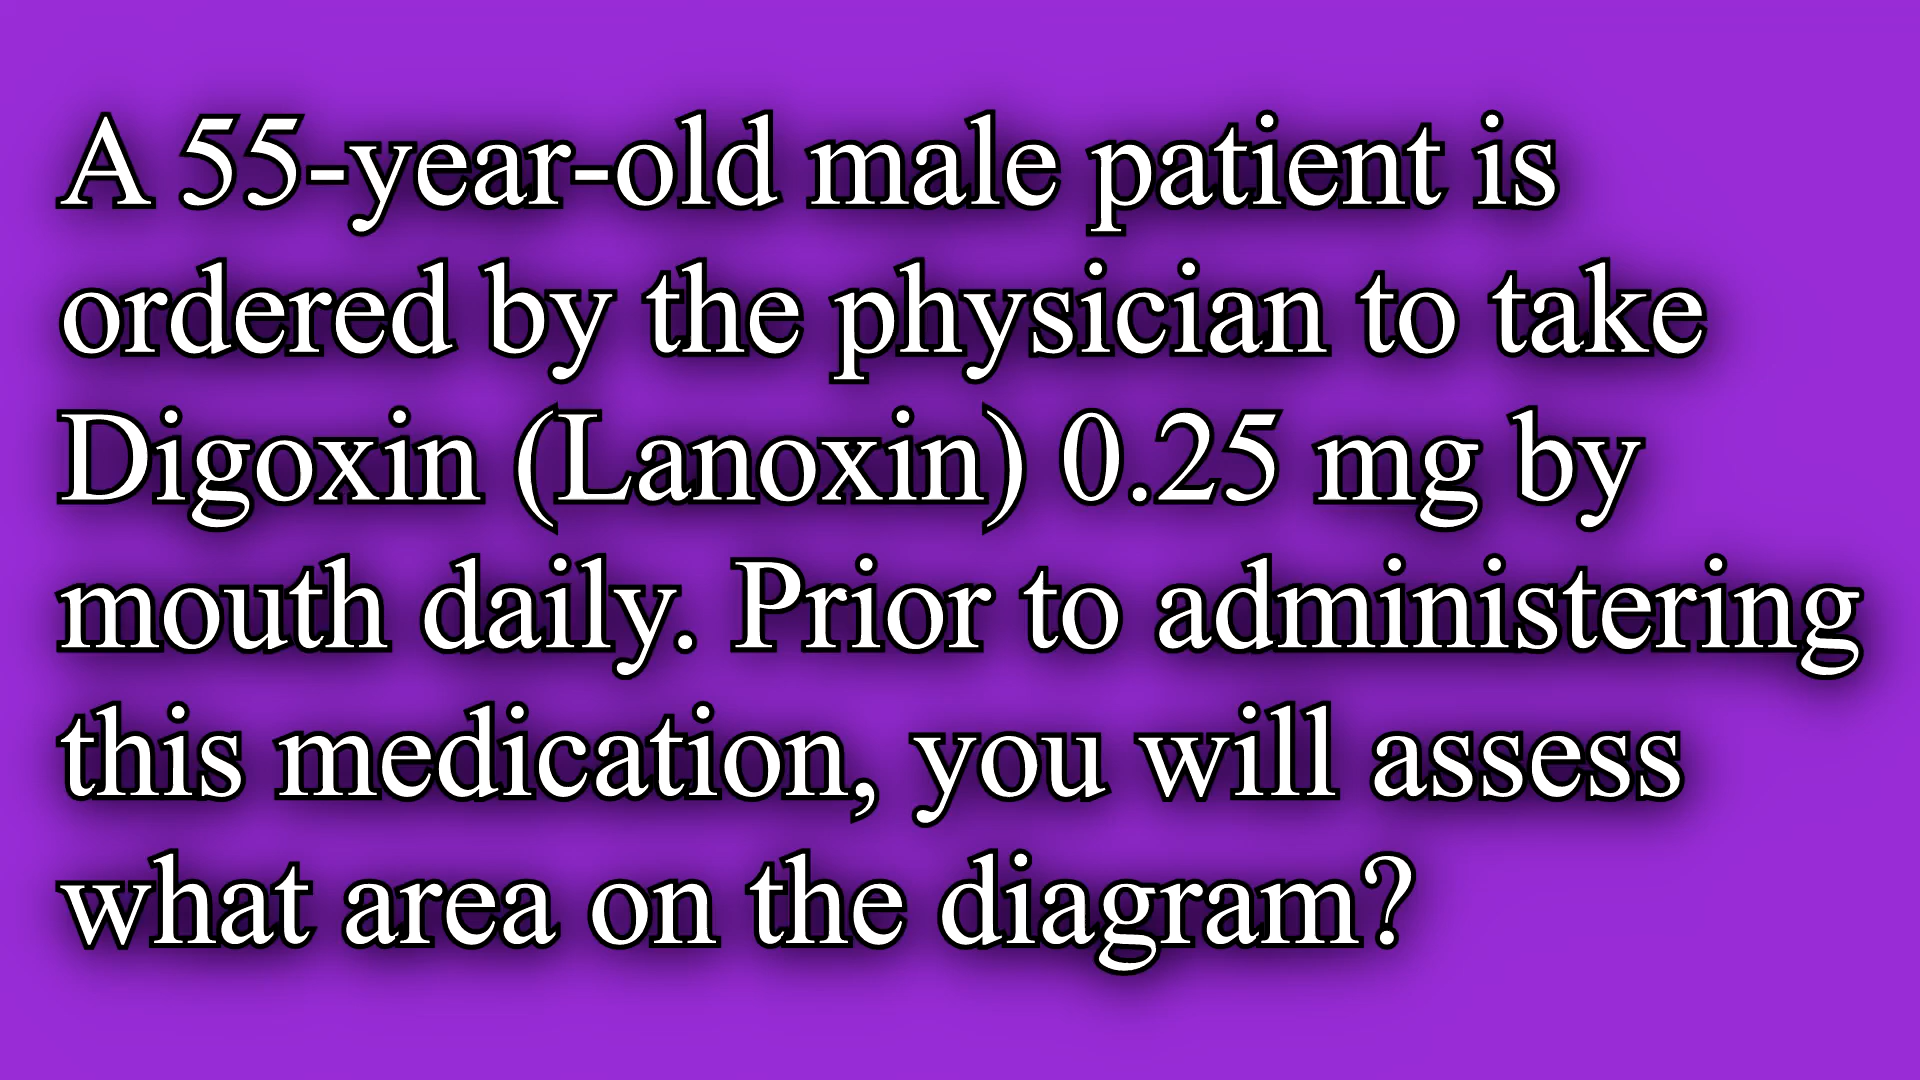 A 55-year-old male patient is
ordered by the physician to take
Digoxin (Lanoxin) 0.25 mg by
mouth daily. Prior to administering
this medication, you will assess
what area on the diagram?